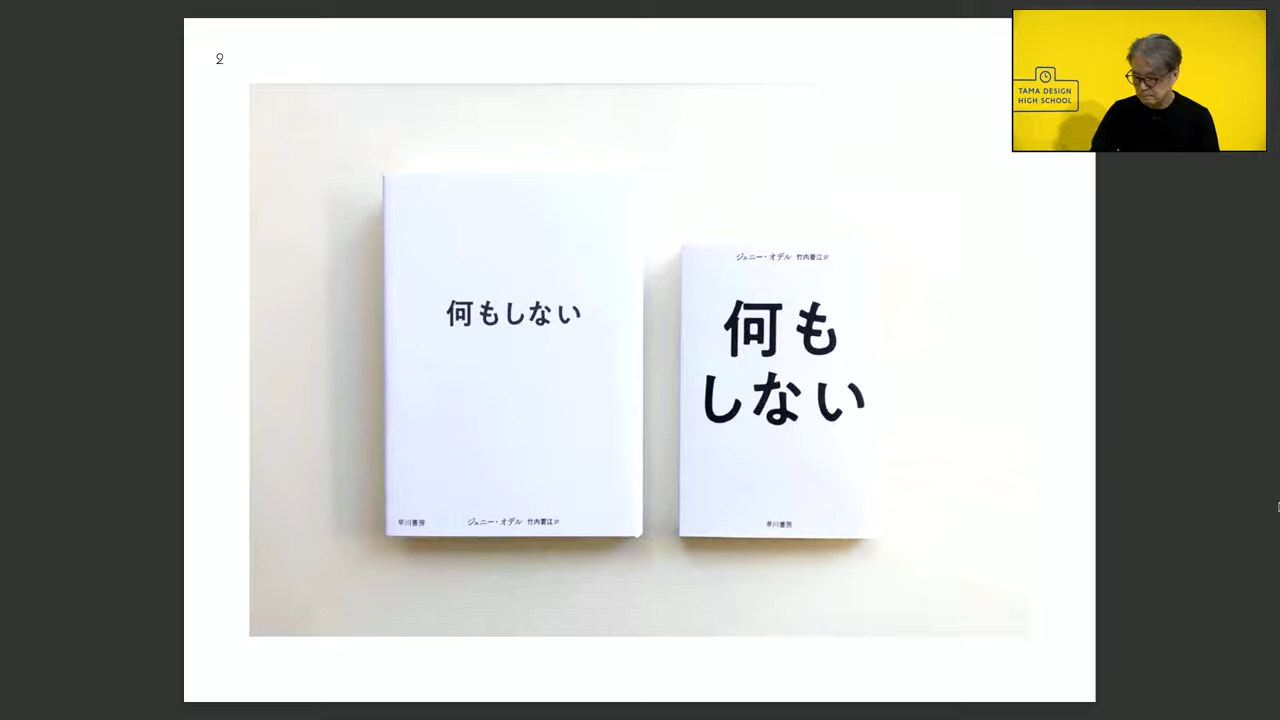 2
TAMA DESIGN
HIGH SCHOOL
何もしない
早川書房
ジェニー・オデル 竹内要江訳
ジェニー・オデル 竹内要江訳
何も
しない
早川書房